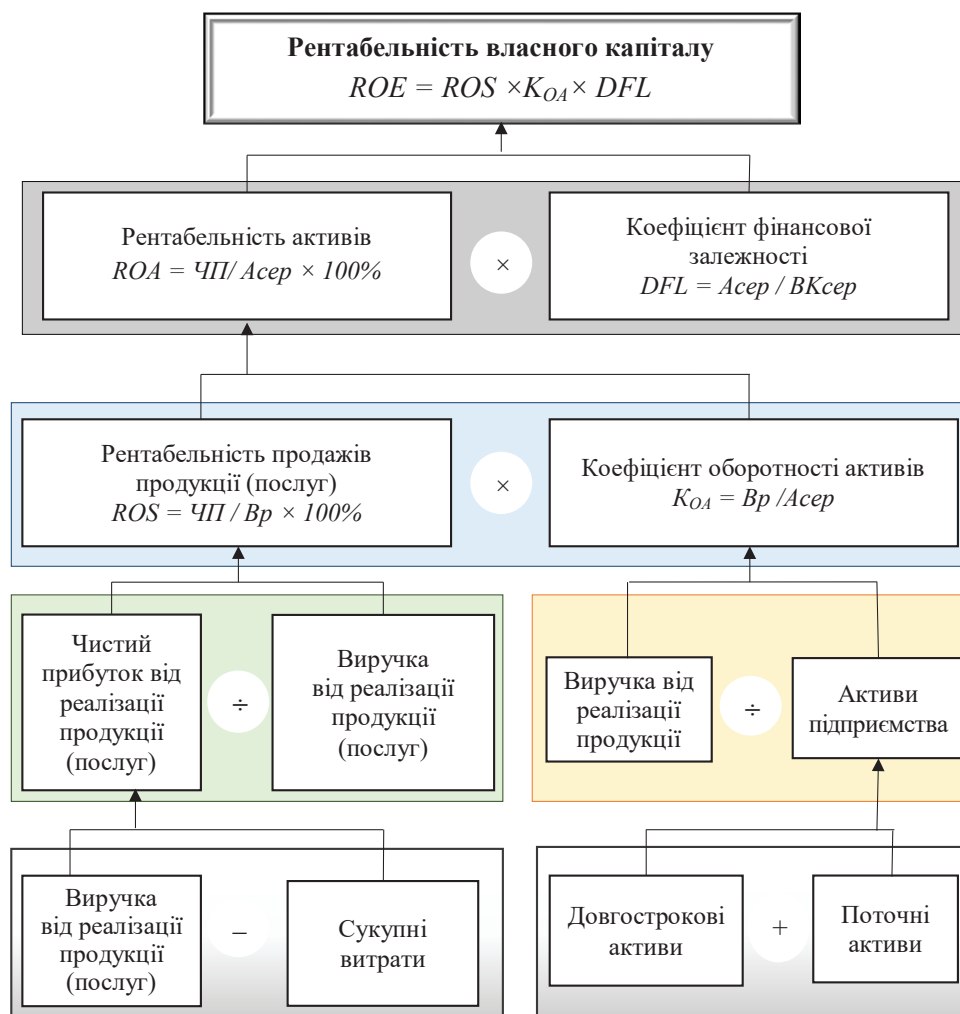 Рентабельність власного капіталу
ROE = ROS ×K_OA× DFL
Рентабельність активів
ROA = ЧП/ Асер × 100%
×
Коефіцієнт фінансової
залежності
DFL = Асер / ВКсер
Рентабельність продажів
продукції (послуг)
ROS = ЧП / Вр × 100%
×
Коефіцієнт оборотності активів
K_OA = Вр /Асер
Чистий
прибуток від
реалізації
продукції
(послуг)
÷
Виручка
від реалізації
продукції
(послуг)
Виручка від
реалізації
продукції
÷
Активи
підприємства
Виручка
від реалізації
продукції
(послуг)
–
Сукупні
витрати
Довгострокові
активи
+
Поточні
активи